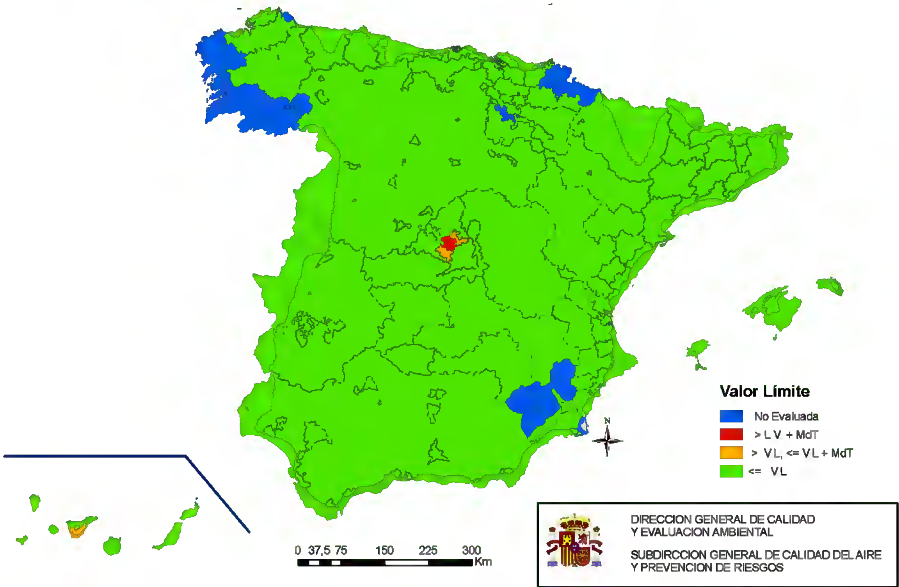 Valor Límite
No Evaluada
> L V + MdT
> VL, <= VL + MdT
<= VL
N
0 37,5 75 150 225 300
Km
DIRECCION GENERAL DE CALIDAD
Y EVALUACION AMBIENTAL
SUBDIRCCION GENERAL DE CALIDAD DEL AIRE
Y PREVENCION DE RIESGOS